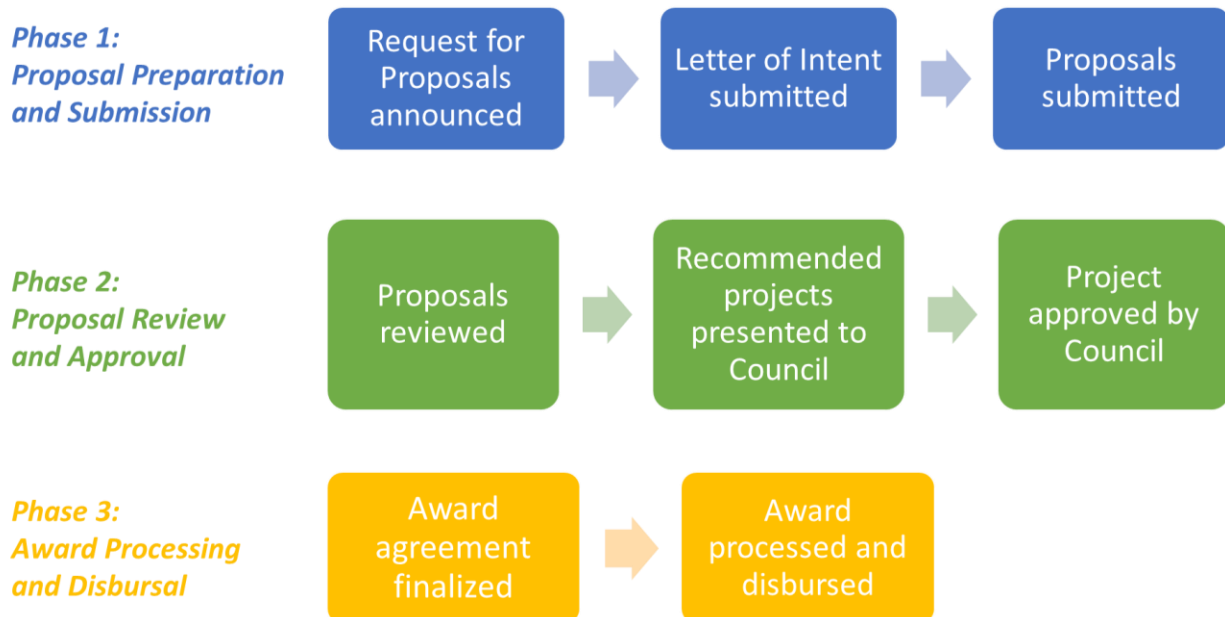 Phase 1:
Proposal Preparation
and Submission
Request for
Proposals
announced
Letter of Intent
submitted
Proposals
submitted
Phase 2:
Proposal Review
and Approval
Proposals
reviewed
Recommended
projects
presented to
Council
Project
approved by
Council
Phase 3:
Award Processing
and Disbursal
Award
agreement
finalized
Award
processed and
disbursed